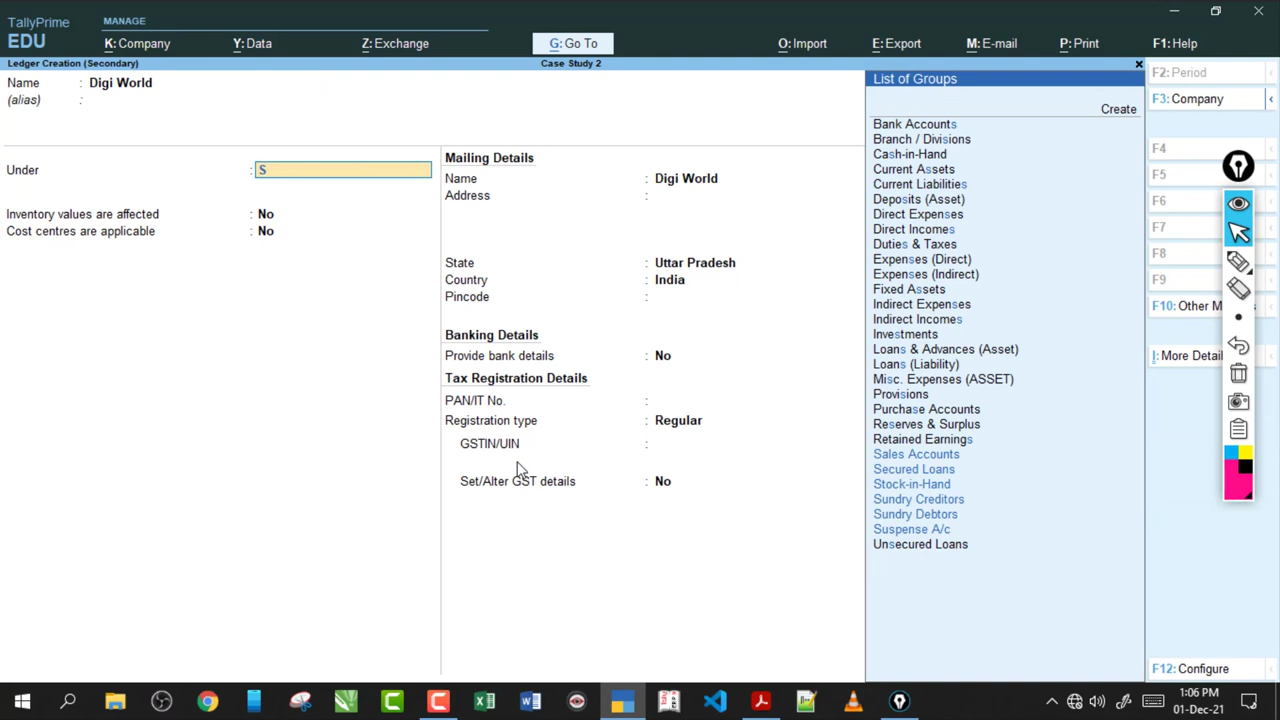 TallyPrime
EDU
MANAGE
K: Company
Y: Data
Z: Exchange
G: Go To
O: Import
E: Export
M: E-mail
P: Print
F1: Help
Ledger Creation (Secondary)
Case Study 2
Name : Digi World
(alias) :
Under : S
Inventory values are affected : No
Cost centres are applicable : No
Mailing Details
Name : Digi World
Address :
State : Uttar Pradesh
Country : India
Pincode :
Banking Details
Provide bank details : No
Tax Registration Details
PAN/IT No. :
Registration type : Regular
GSTIN/UIN :
Set/Alter GST details : No
List of Groups
Create
Bank Accounts
Branch / Divisions
Cash-in-Hand
Current Assets
Current Liabilities
Deposits (Asset)
Direct Expenses
Direct Incomes
Duties & Taxes
Expenses (Direct)
Expenses (Indirect)
Fixed Assets
Indirect Expenses
Indirect Incomes
Investments
Loans & Advances (Asset)
Loans (Liability)
Misc. Expenses (ASSET)
Provisions
Purchase Accounts
Reserves & Surplus
Retained Earnings
Sales Accounts
Secured Loans
Stock-in-Hand
Sundry Creditors
Sundry Debtors
Suspense A/c
Unsecured Loans
F2: Period
F3: Company
F4
F5
F6
F7
F8
F9
F10: Other M
I: More Detai
F12: Configure
1:06 PM
01-Dec-21